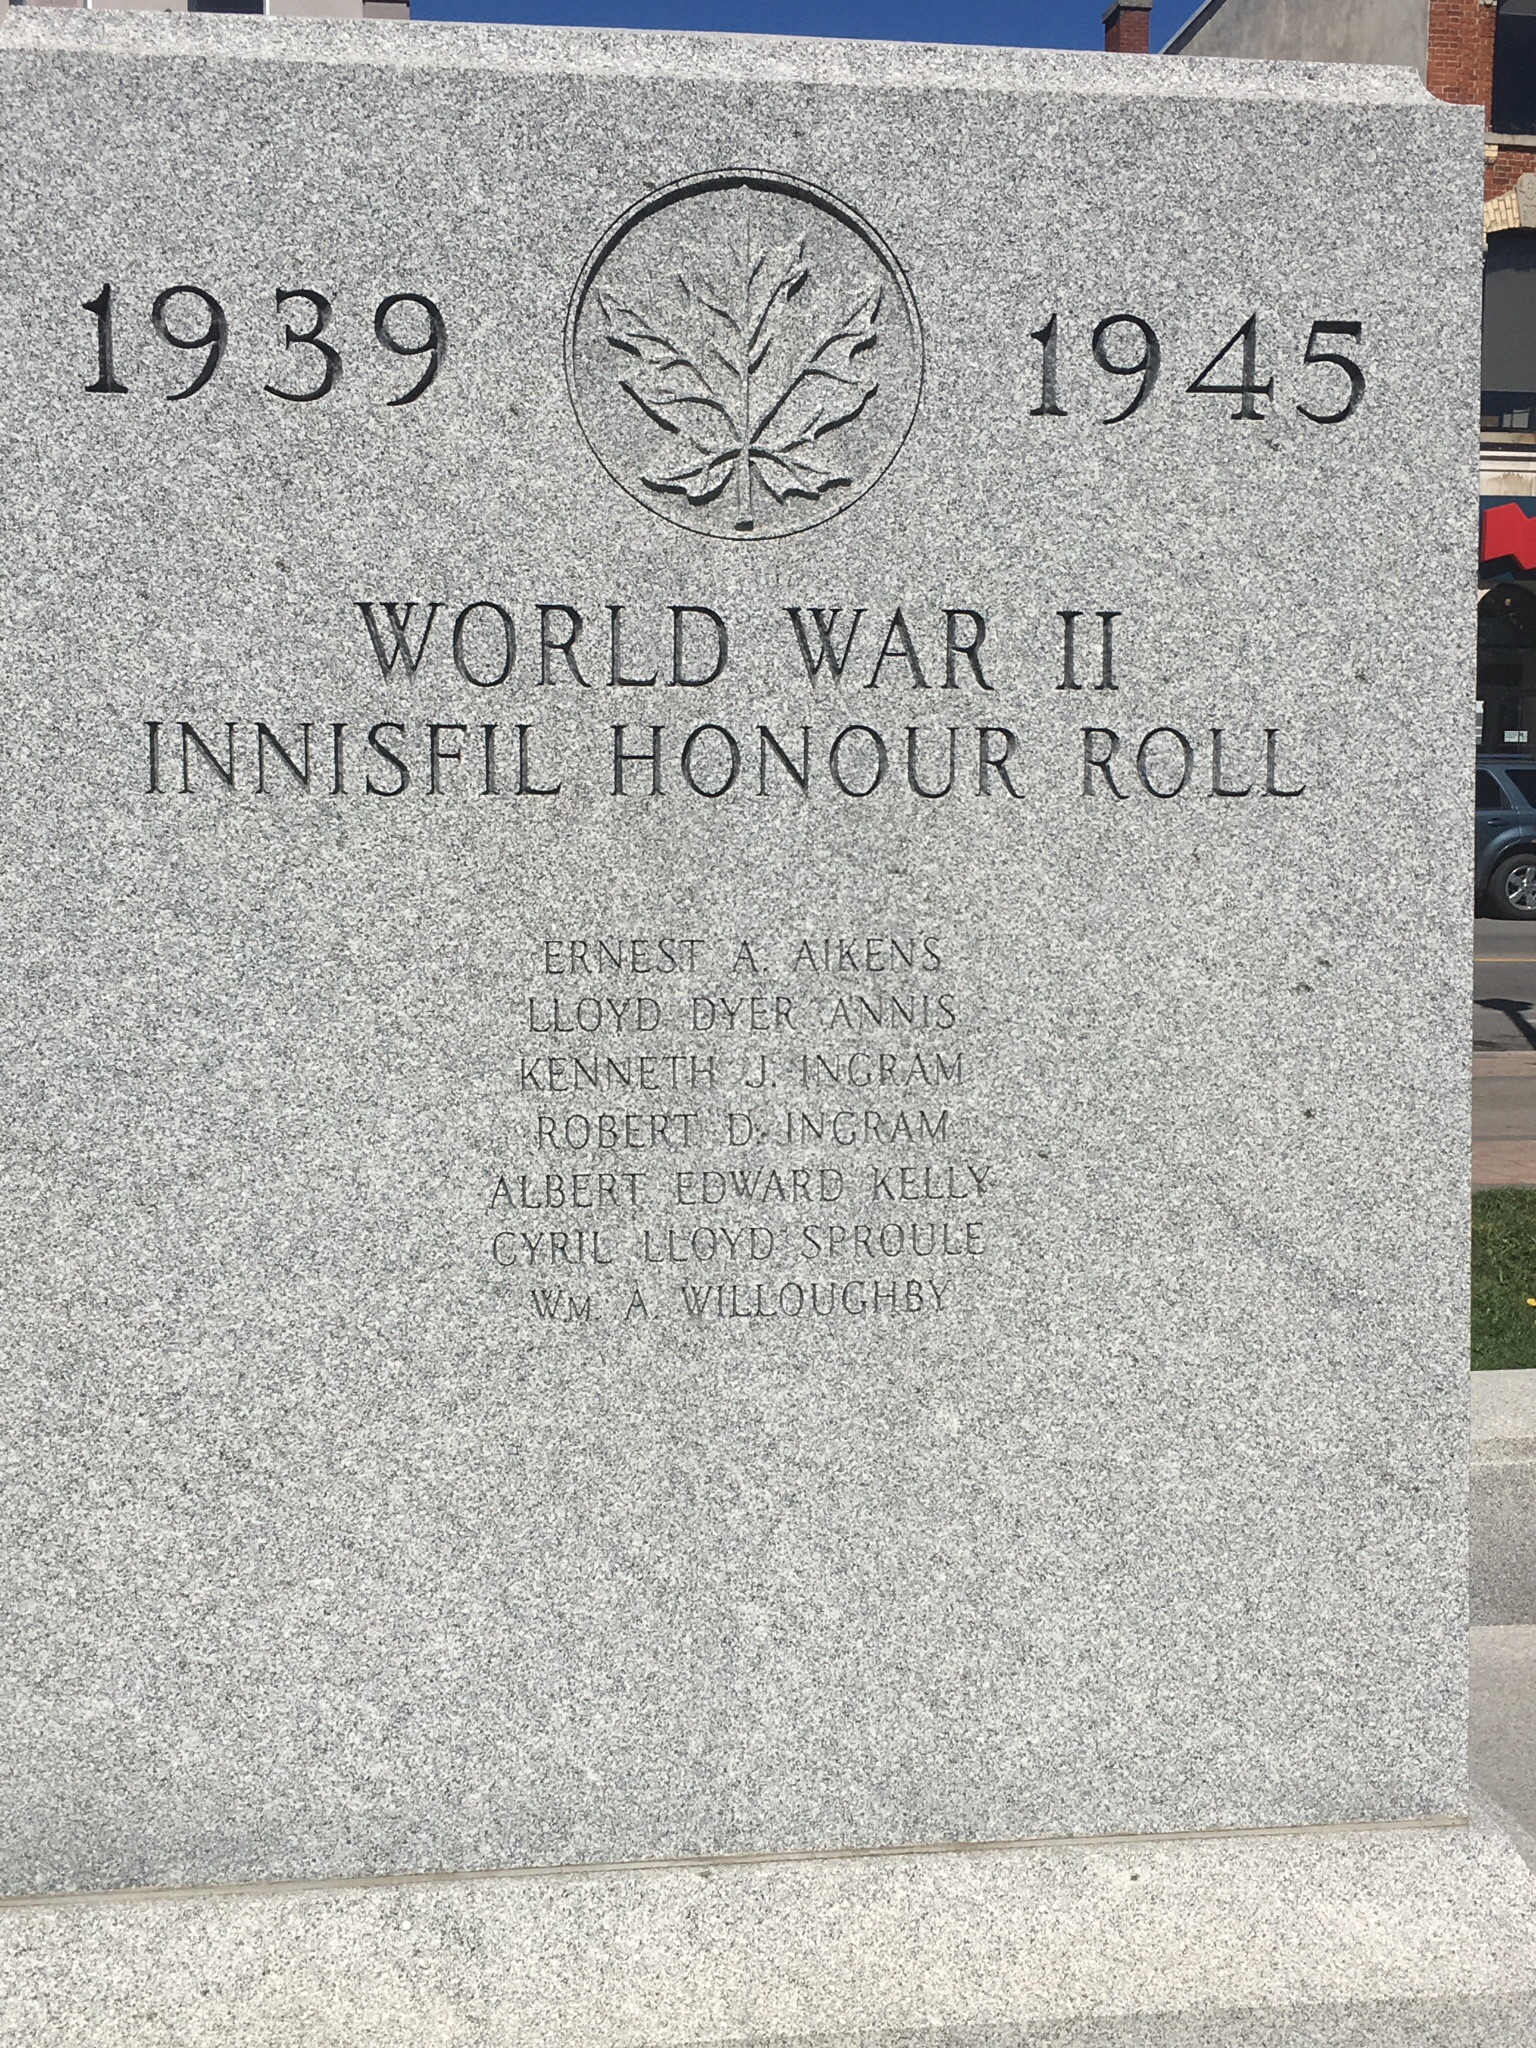 1939 1945
WORLD WAR II
INNISFIL HONOUR ROLL
ERNEST A. AIKENS
LLOYD DYER ANNIS
KENNETH J. INGRAM
ROBERT D. INGRAM
ALBERT EDWARD KELLY
CYRIL LLOYD SPROULE
WM. A. WILLOUGHBY